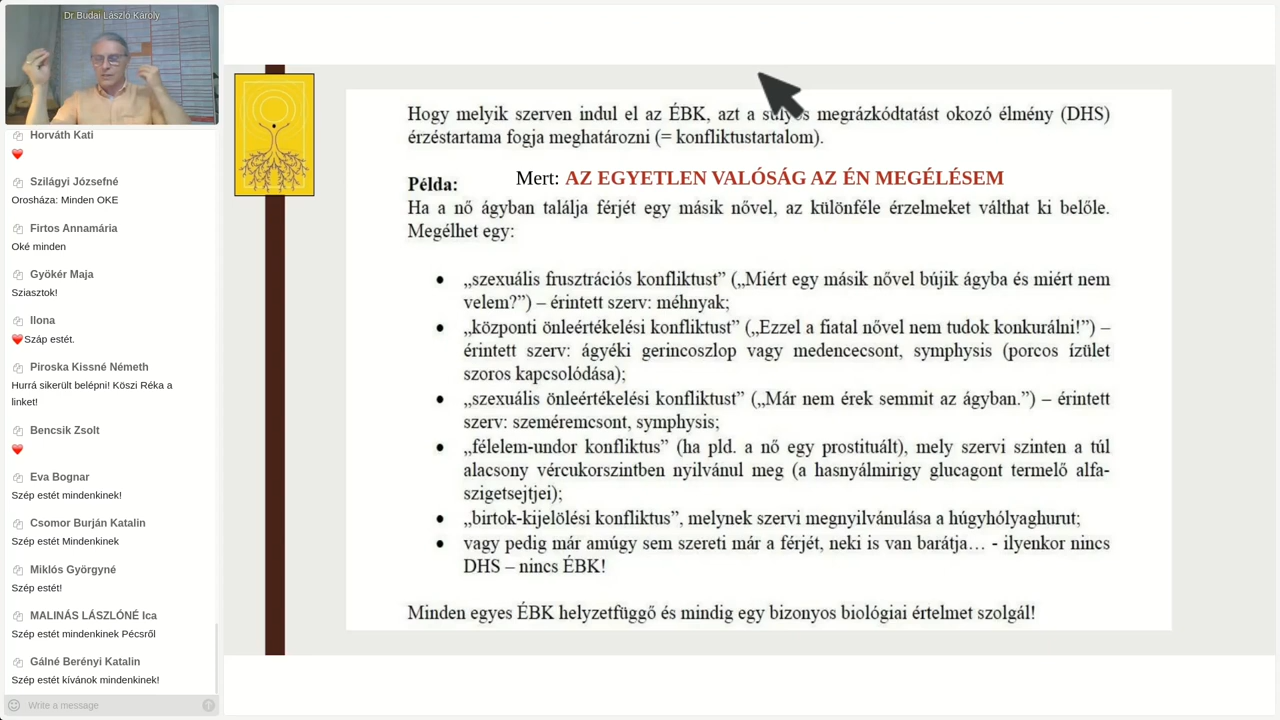 Dr Budai László Károly
Horváth Kati
❤️
Szilágyi Józsefné
Orosháza: Minden OKE
Firtos Annamária
Oké minden
Gyökér Maja
Sziasztok!
Ilona
❤️Száp estét.
Piroska Kissné Németh
Hurrá sikerült belépni! Köszi Réka a
linket!
Bencsik Zsolt
❤️
Eva Bognar
Szép estét mindenkinek!
Csomor Burján Katalin
Szép estét Mindenkinek
Miklós Györgyné
Szép estét!
MALINÁS LÁSZLÓNÉ Ica
Szép estét mindenkinek Pécsről
Gálné Berényi Katalin
Szép estét kívánok mindenkinek!
Write a message
Hogy melyik szerven indul el az ÉBK, azt a súlyos megrázkódtatást okozó élmény (DHS)
érzéstartama fogja meghatározni (= konfliktustartalom).
Példa:
Mert: AZ EGYETLEN VALÓSÁG AZ ÉN MEGÉLÉSEM
Ha a nő ágyban találja férjét egy másik nővel, az különféle érzelmeket válthat ki belőle.
Megélhet egy:
• „szexuális frusztrációs konfliktust” („Miért egy másik nővel bújik ágyba és miért nem
velem?”) – érintett szerv: méhnyak;
• „központi önleértékelési konfliktust” („Ezzel a fiatal nővel nem tudok konkurálni!”) –
érintett szerv: ágyéki gerincoszlop vagy medencecsont, symphysis (porcos ízület
szoros kapcsolódása);
• „szexuális önleértékelési konfliktust” („Már nem érek semmit az ágyban.”) – érintett
szerv: szeméremcsont, symphysis;
• „félelem-undor konfliktus” (ha pld. a nő egy prostituált), mely szervi szinten a túl
alacsony vércukorszintben nyilvánul meg (a hasnyálmirigy glucagont termelő alfa-
szigetsejtjei);
• „birtok-kijelölési konfliktus”, melynek szervi megnyilvánulása a húgyhólyaghurut;
• vagy pedig már amúgy sem szereti már a férjét, neki is van barátja… - ilyenkor nincs
DHS – nincs ÉBK!
Minden egyes ÉBK helyzetfüggő és mindig egy bizonyos biológiai értelmet szolgál!